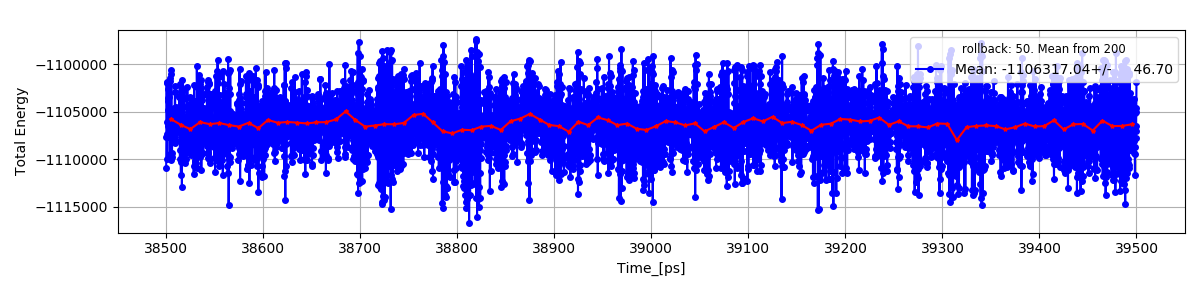 rollback: 50. Mean from 200
Mean: -1106317.04+/- 46.70
Total Energy
−1100000
−1105000
−1110000
−1115000
38500 38600 38700 38800 38900 39000 39100 39200 39300 39400 39500
Time_[ps]